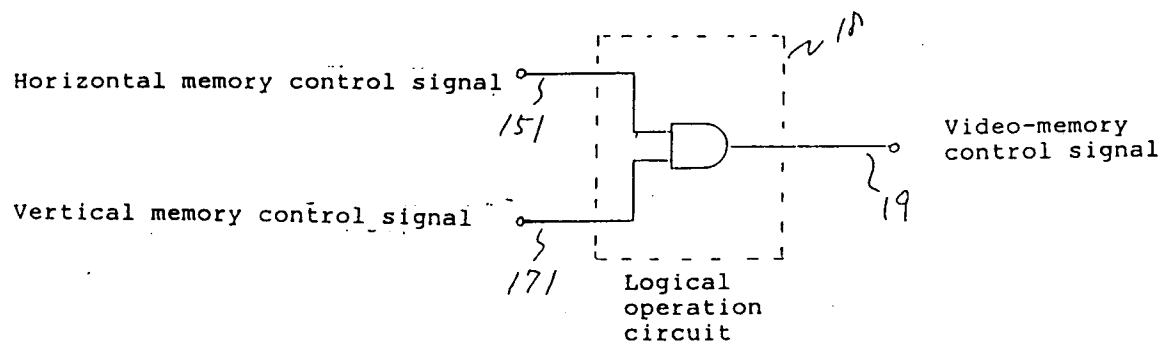 18
Horizontal memory control signal
151
Video-memory
control signal
19
Vertical memory control signal
171
Logical
operation
circuit